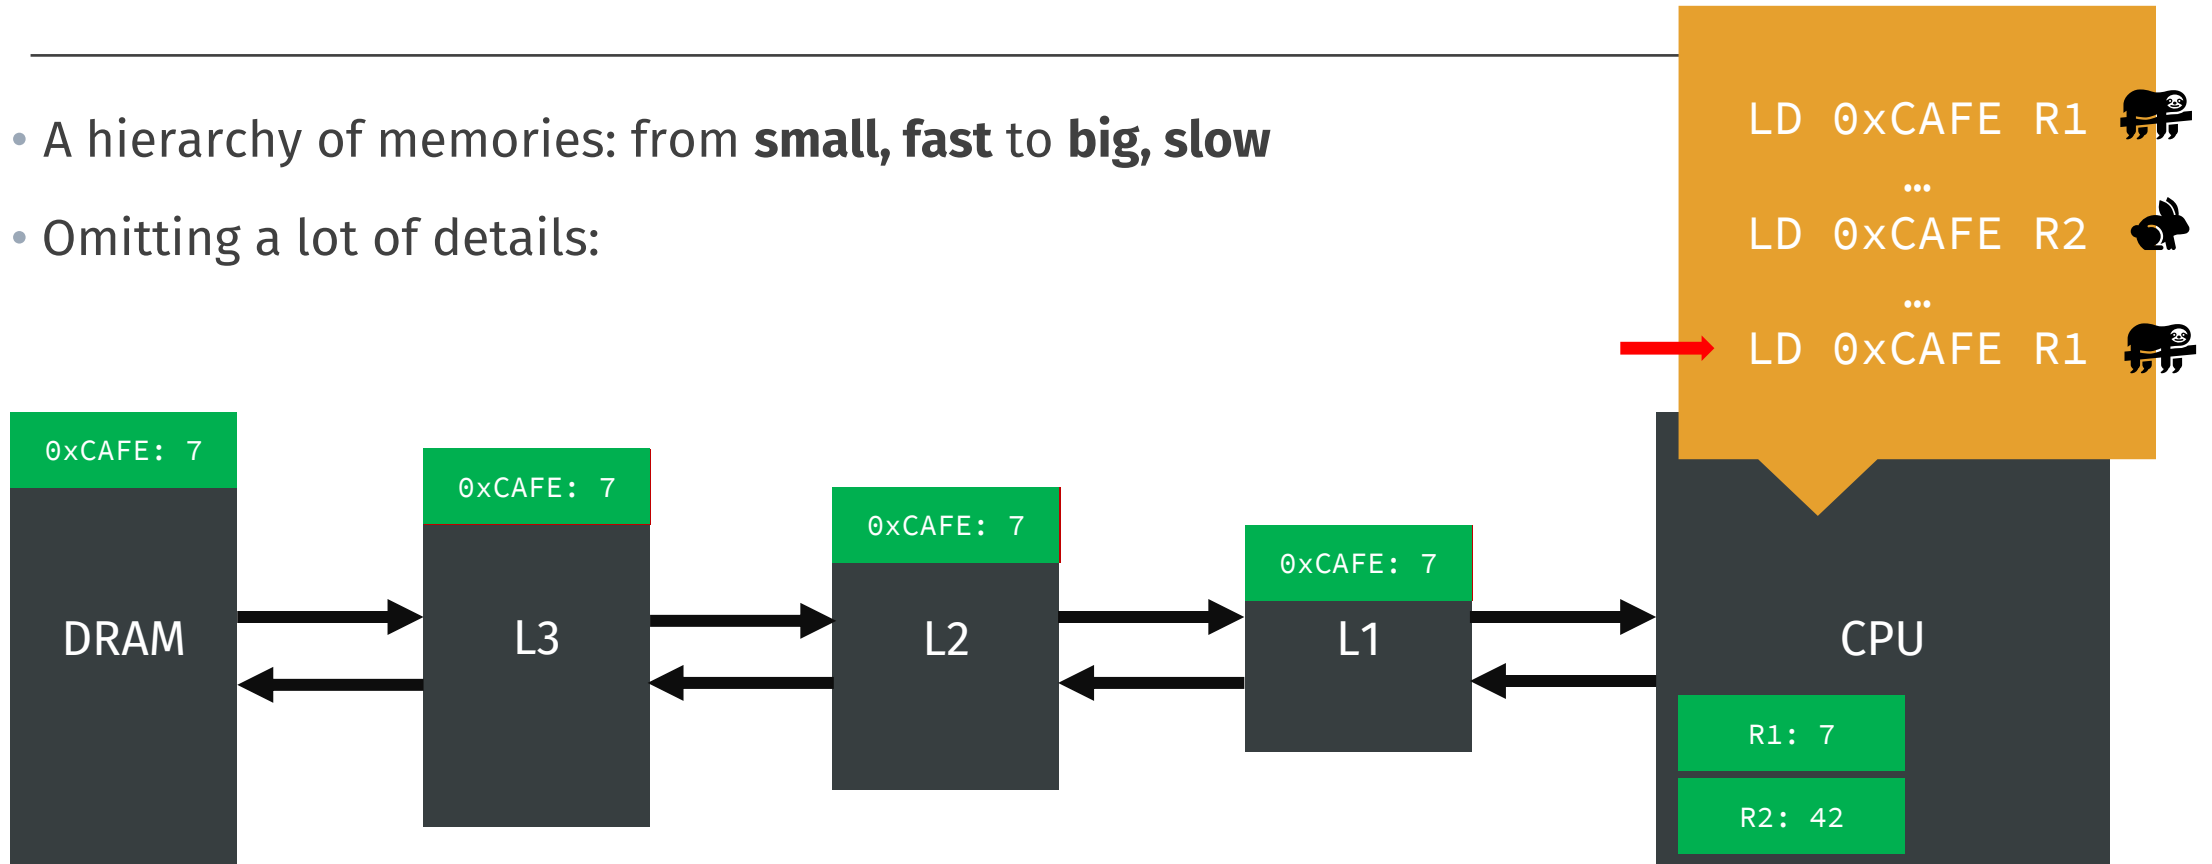 • A hierarchy of memories: from small, fast to big, slow
• Omitting a lot of details:
LD 0xCAFE R1
…
LD 0xCAFE R2
…
LD 0xCAFE R1
0xCAFE: 7
DRAM
0xCAFE: 7
L3
0xCAFE: 7
L2
0xCAFE: 7
L1
CPU
R1: 7
R2: 42